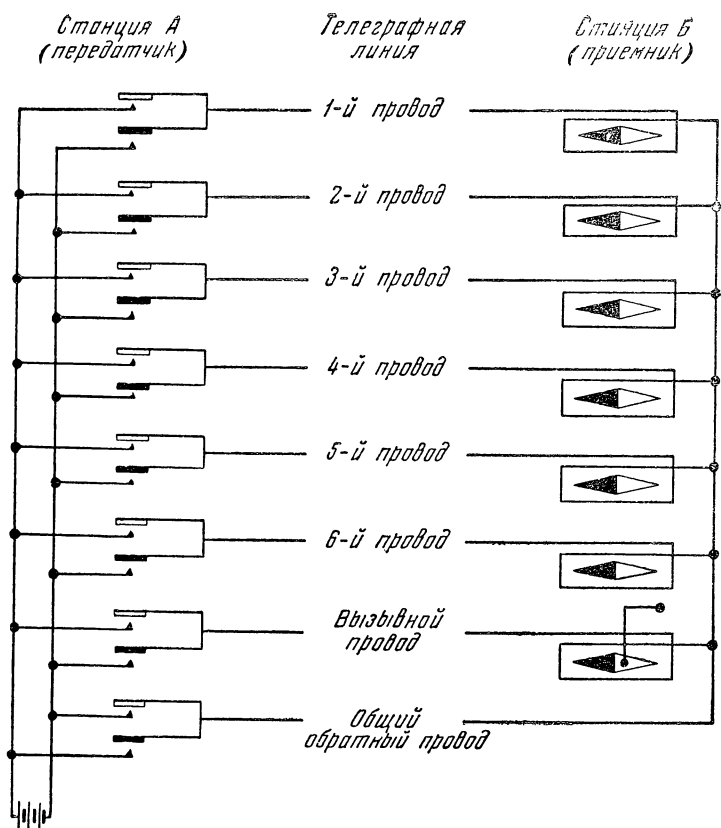 Станция А
(передатчик)
Телеграфная
линия
Станция Б
(приемник)
1-й провод
2-й провод
3-й провод
4-й провод
5-й провод
6-й провод
Вызывной
провод
Общий
обратный провод